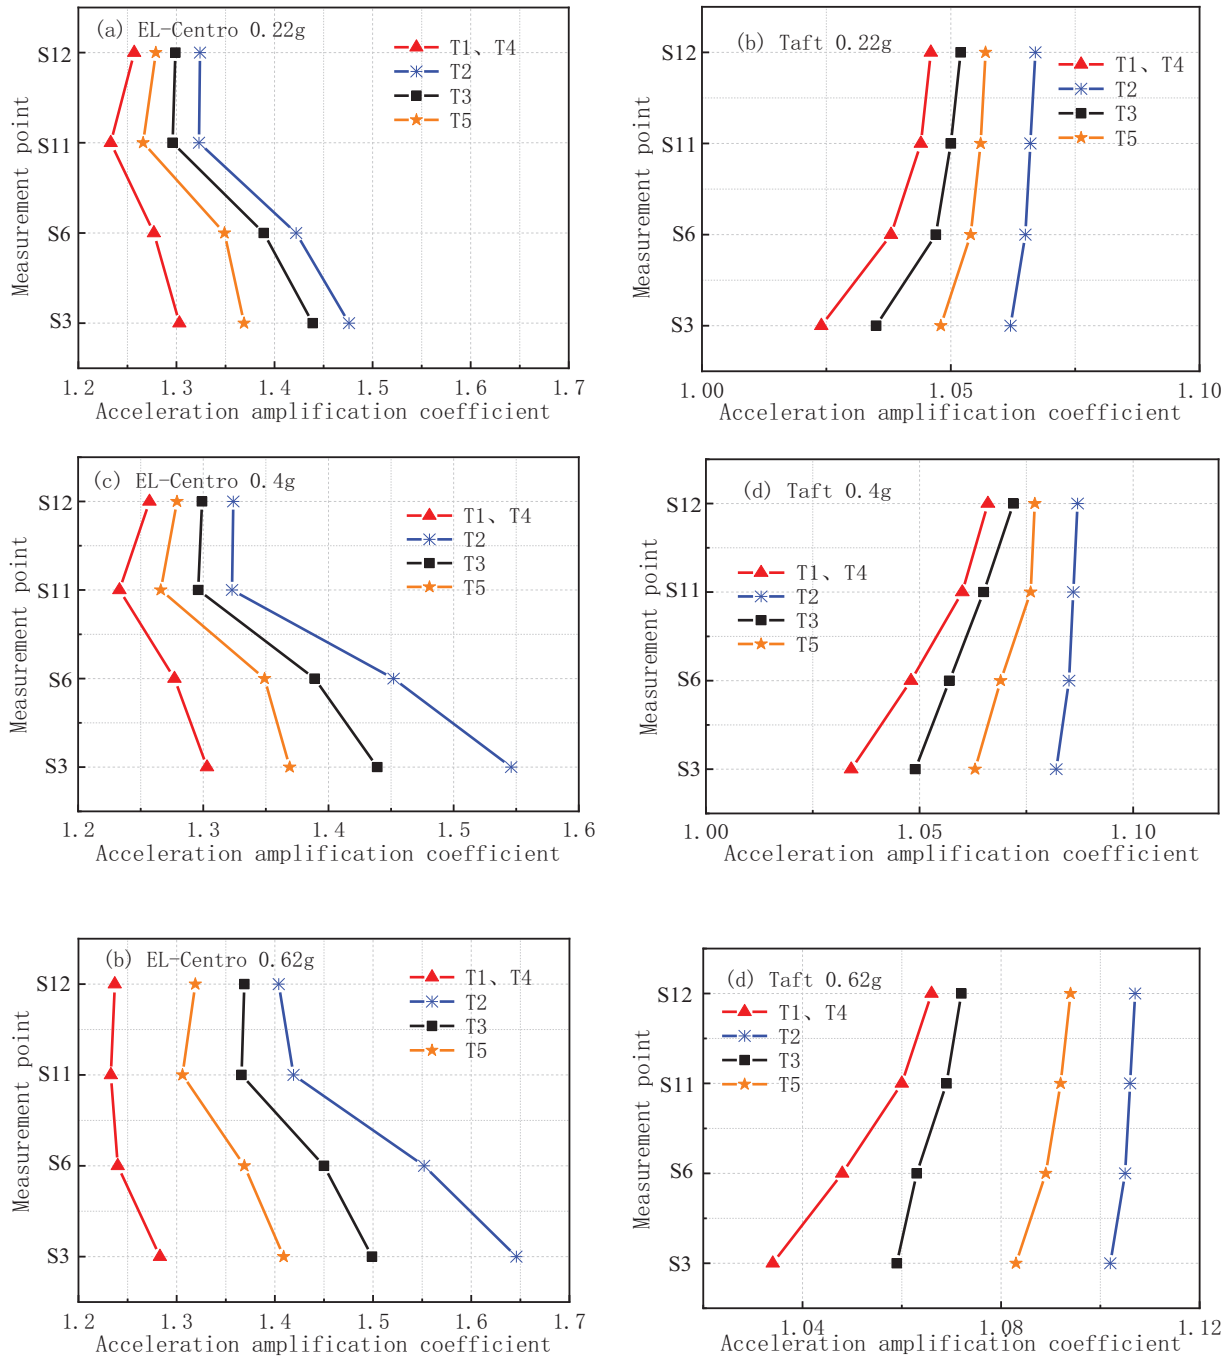 (a) EL-Centro 0.22g
T1、T4
T2
T3
T5
S12
S11
S6
S3
Measurement point
1.2 1.3 1.4 1.5 1.6 1.7
Acceleration amplification coefficient
(b) Taft 0.22g
T1、T4
T2
T3
T5
S12
S11
S6
S3
Measurement point
1.00 1.05 1.10
Acceleration amplification coefficient
(c) EL-Centro 0.4g
T1、T4
T2
T3
T5
S12
S11
S6
S3
Measurement point
1.2 1.3 1.4 1.5 1.6
Acceleration amplification coefficient
(d) Taft 0.4g
T1、T4
T2
T3
T5
S12
S11
S6
S3
Measurement point
1.00 1.05 1.10
Acceleration amplification coefficient
(b) EL-Centro 0.62g
T1、T4
T2
T3
T5
S12
S11
S6
S3
Measurement point
1.2 1.3 1.4 1.5 1.6 1.7
Acceleration amplification coefficient
(d) Taft 0.62g
T1、T4
T2
T3
T5
S12
S11
S6
S3
Measurement point
1.04 1.08 1.12
Acceleration amplification coefficient